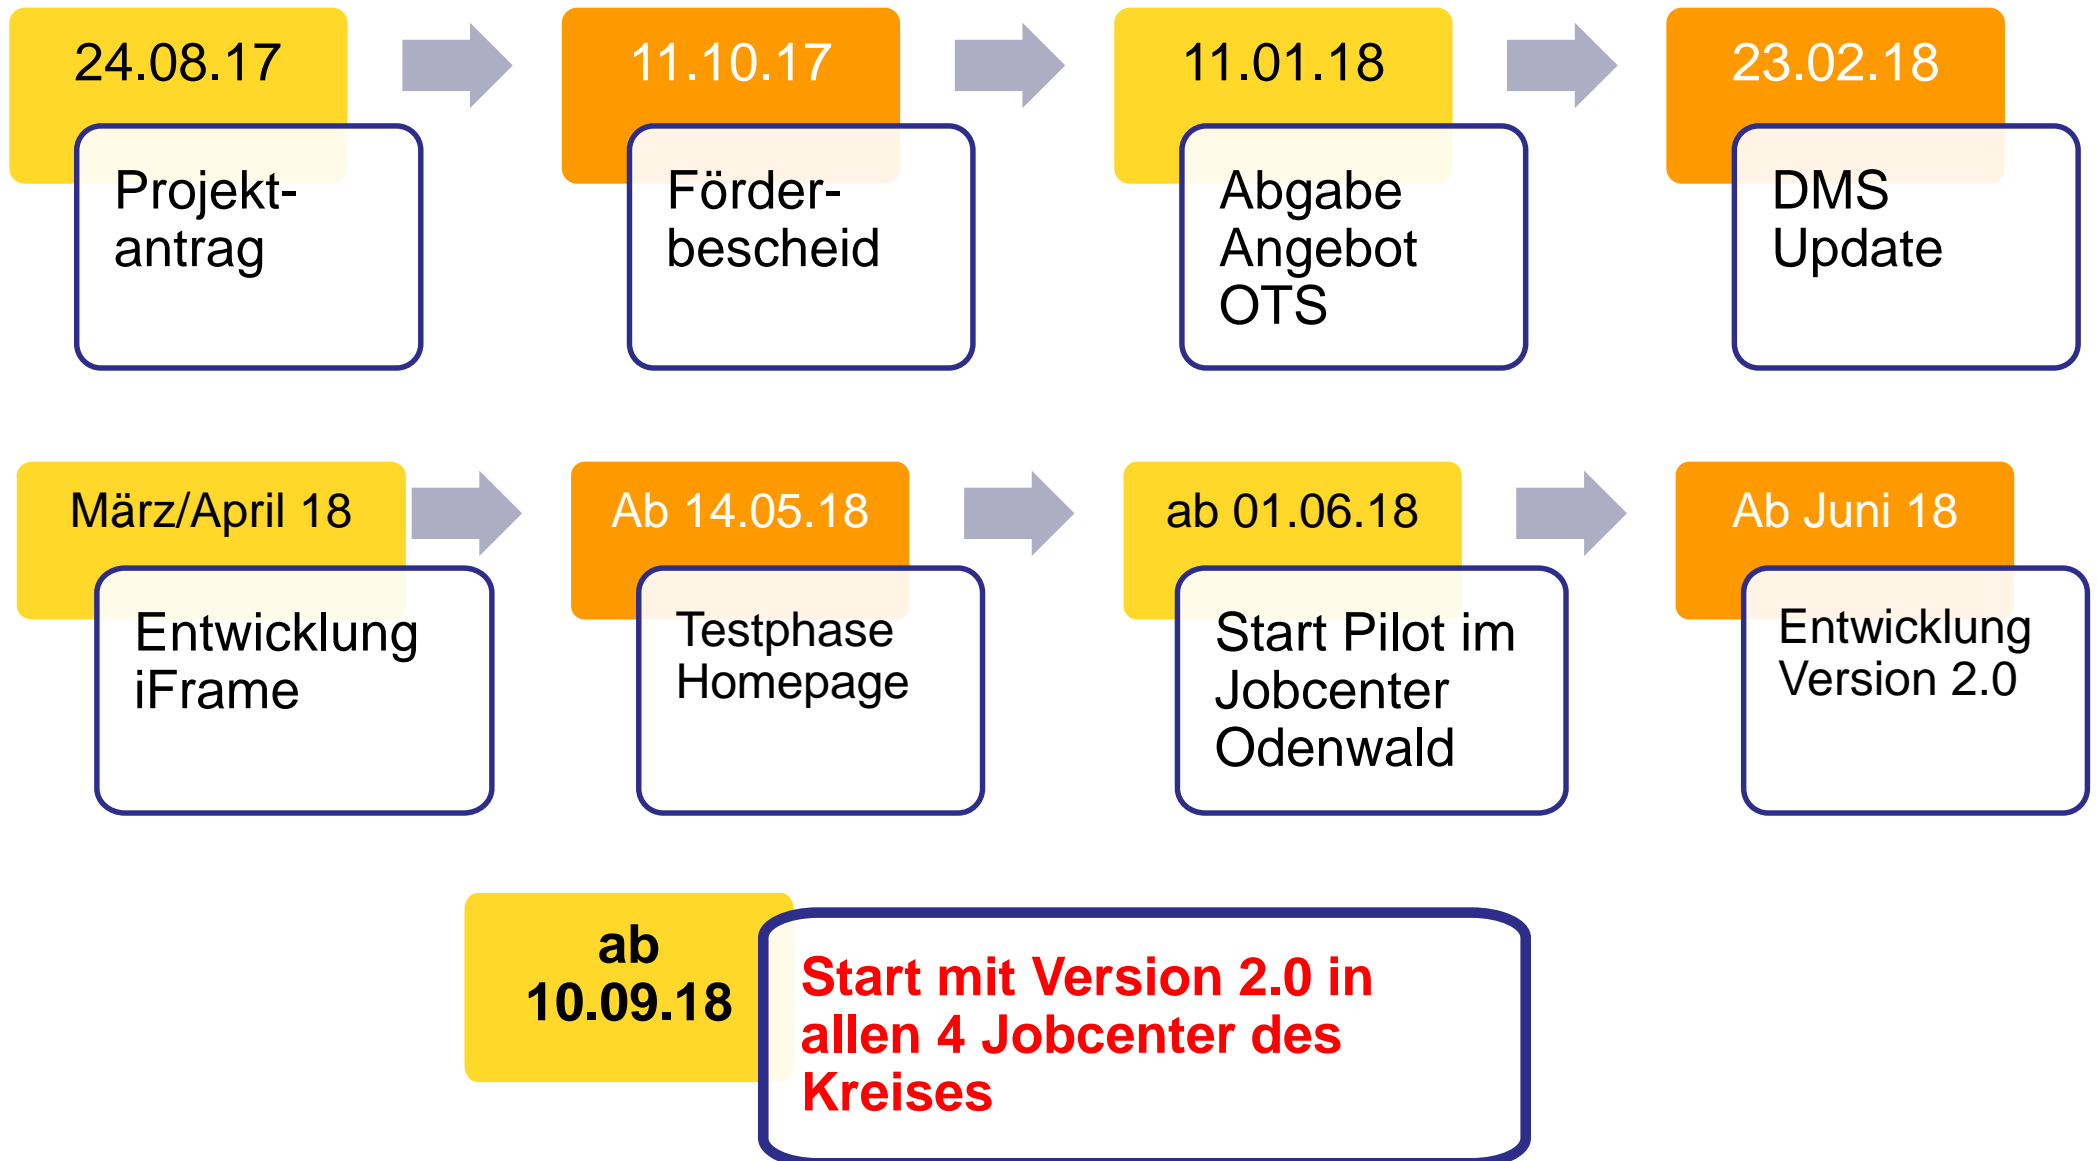 24.08.17
Projekt-
antrag
11.10.17
Förder-
bescheid
11.01.18
Abgabe
Angebot
OTS
23.02.18
DMS
Update
März/April 18
Entwicklung
iFrame
Ab 14.05.18
Testphase
Homepage
ab 01.06.18
Start Pilot im
Jobcenter
Odenwald
Ab Juni 18
Entwicklung
Version 2.0
ab
10.09.18
Start mit Version 2.0 in
allen 4 Jobcenter des
Kreises